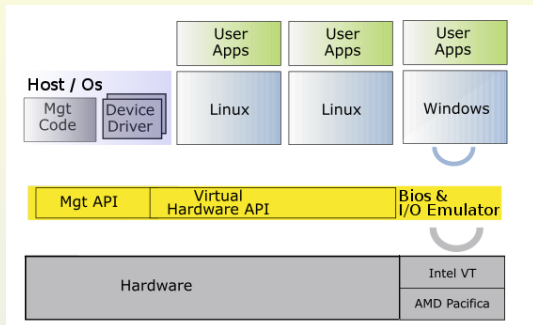 User
Apps
User
Apps
User
Apps
Host / Os
Mgt
Code
Device
Driver
Linux
Linux
Windows
Mgt API
Virtual
Hardware API
Bios &
I/O Emulator
Hardware
Intel VT
AMD Pacifica